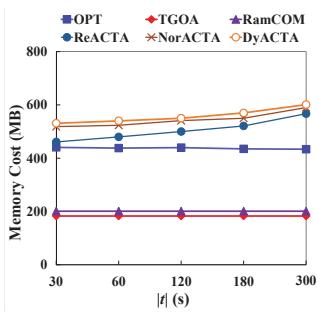 OPT TGOA RamCOM
ReACTA NorACTA DyACTA
800
600
400
200
0
Memory Cost (MB)
30 60 120 180 300
|t| (s)